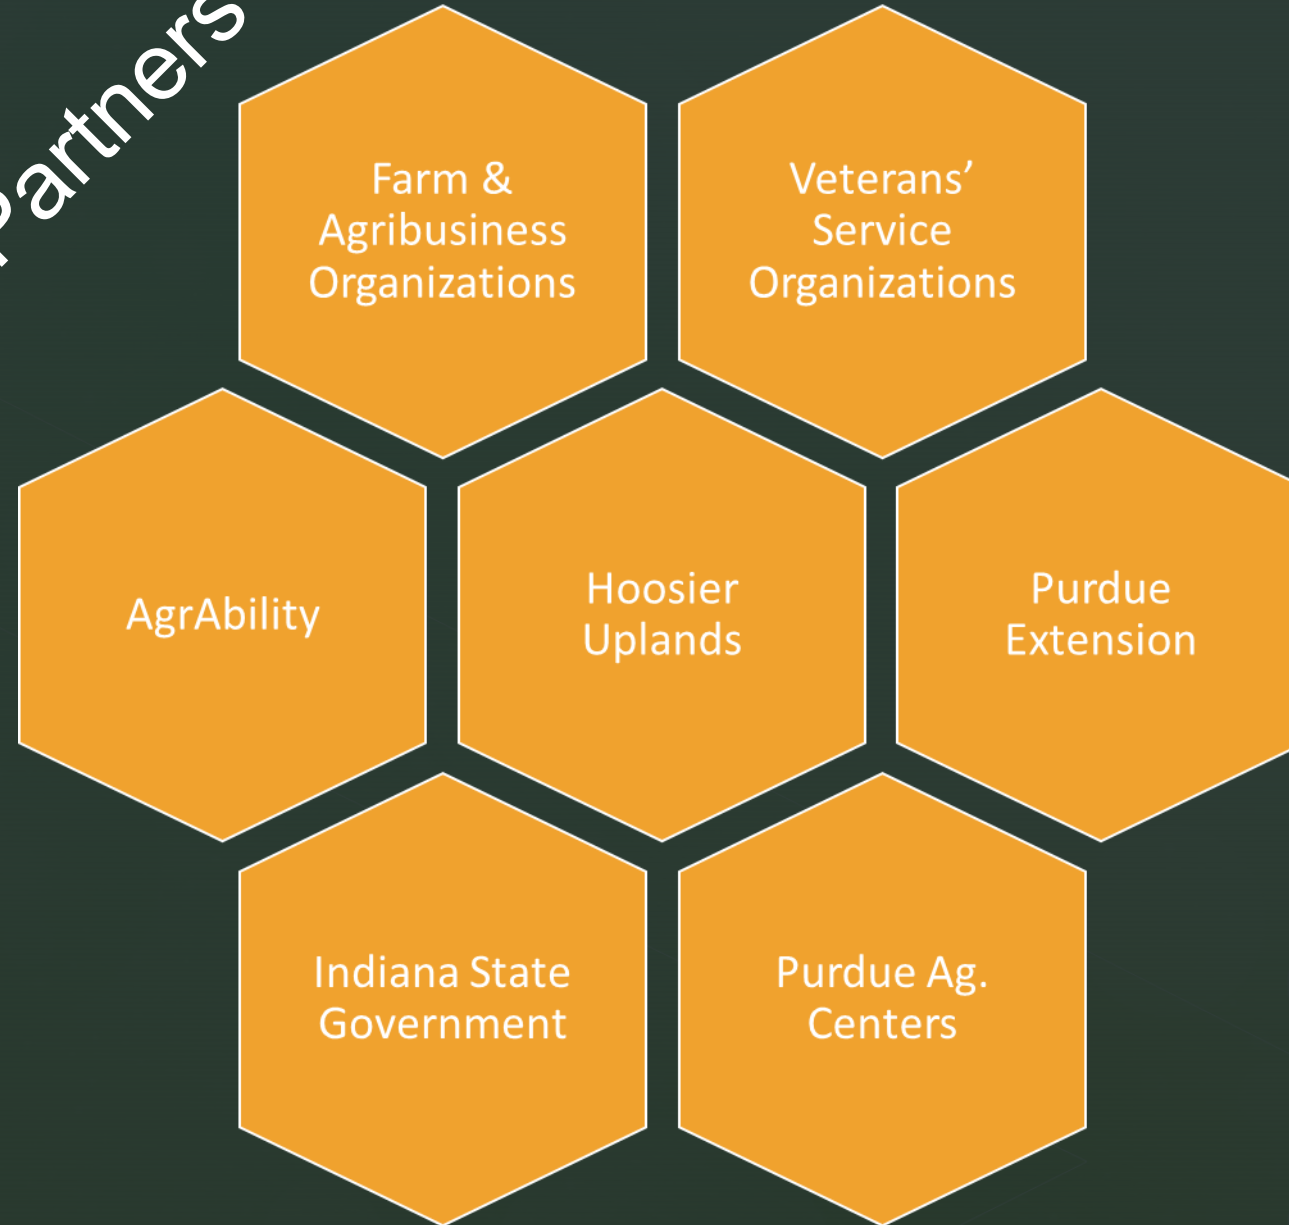 Partners
Farm &
Agribusiness
Organizations
Veterans’
Service
Organizations
AgrAbility
Hoosier
Uplands
Purdue
Extension
Indiana State
Government
Purdue Ag.
Centers